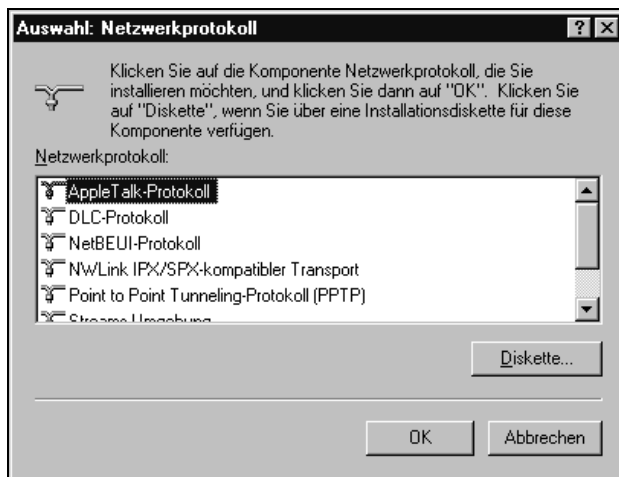 Auswahl: Netzwerkprotokoll
Klicken Sie auf die Komponente Netzwerkprotokoll, die Sie
installieren möchten, und klicken Sie dann auf "OK". Klicken Sie
auf "Diskette", wenn Sie über eine Installationsdiskette für diese
Komponente verfügen.
Netzwerkprotokoll:
AppleTalk-Protokoll
DLC-Protokoll
NetBEUI-Protokoll
NWLink IPX/SPX-kompatibler Transport
Point to Point Tunneling-Protokoll (PPTP)
Streams Umgebung
Diskette...
OK
Abbrechen